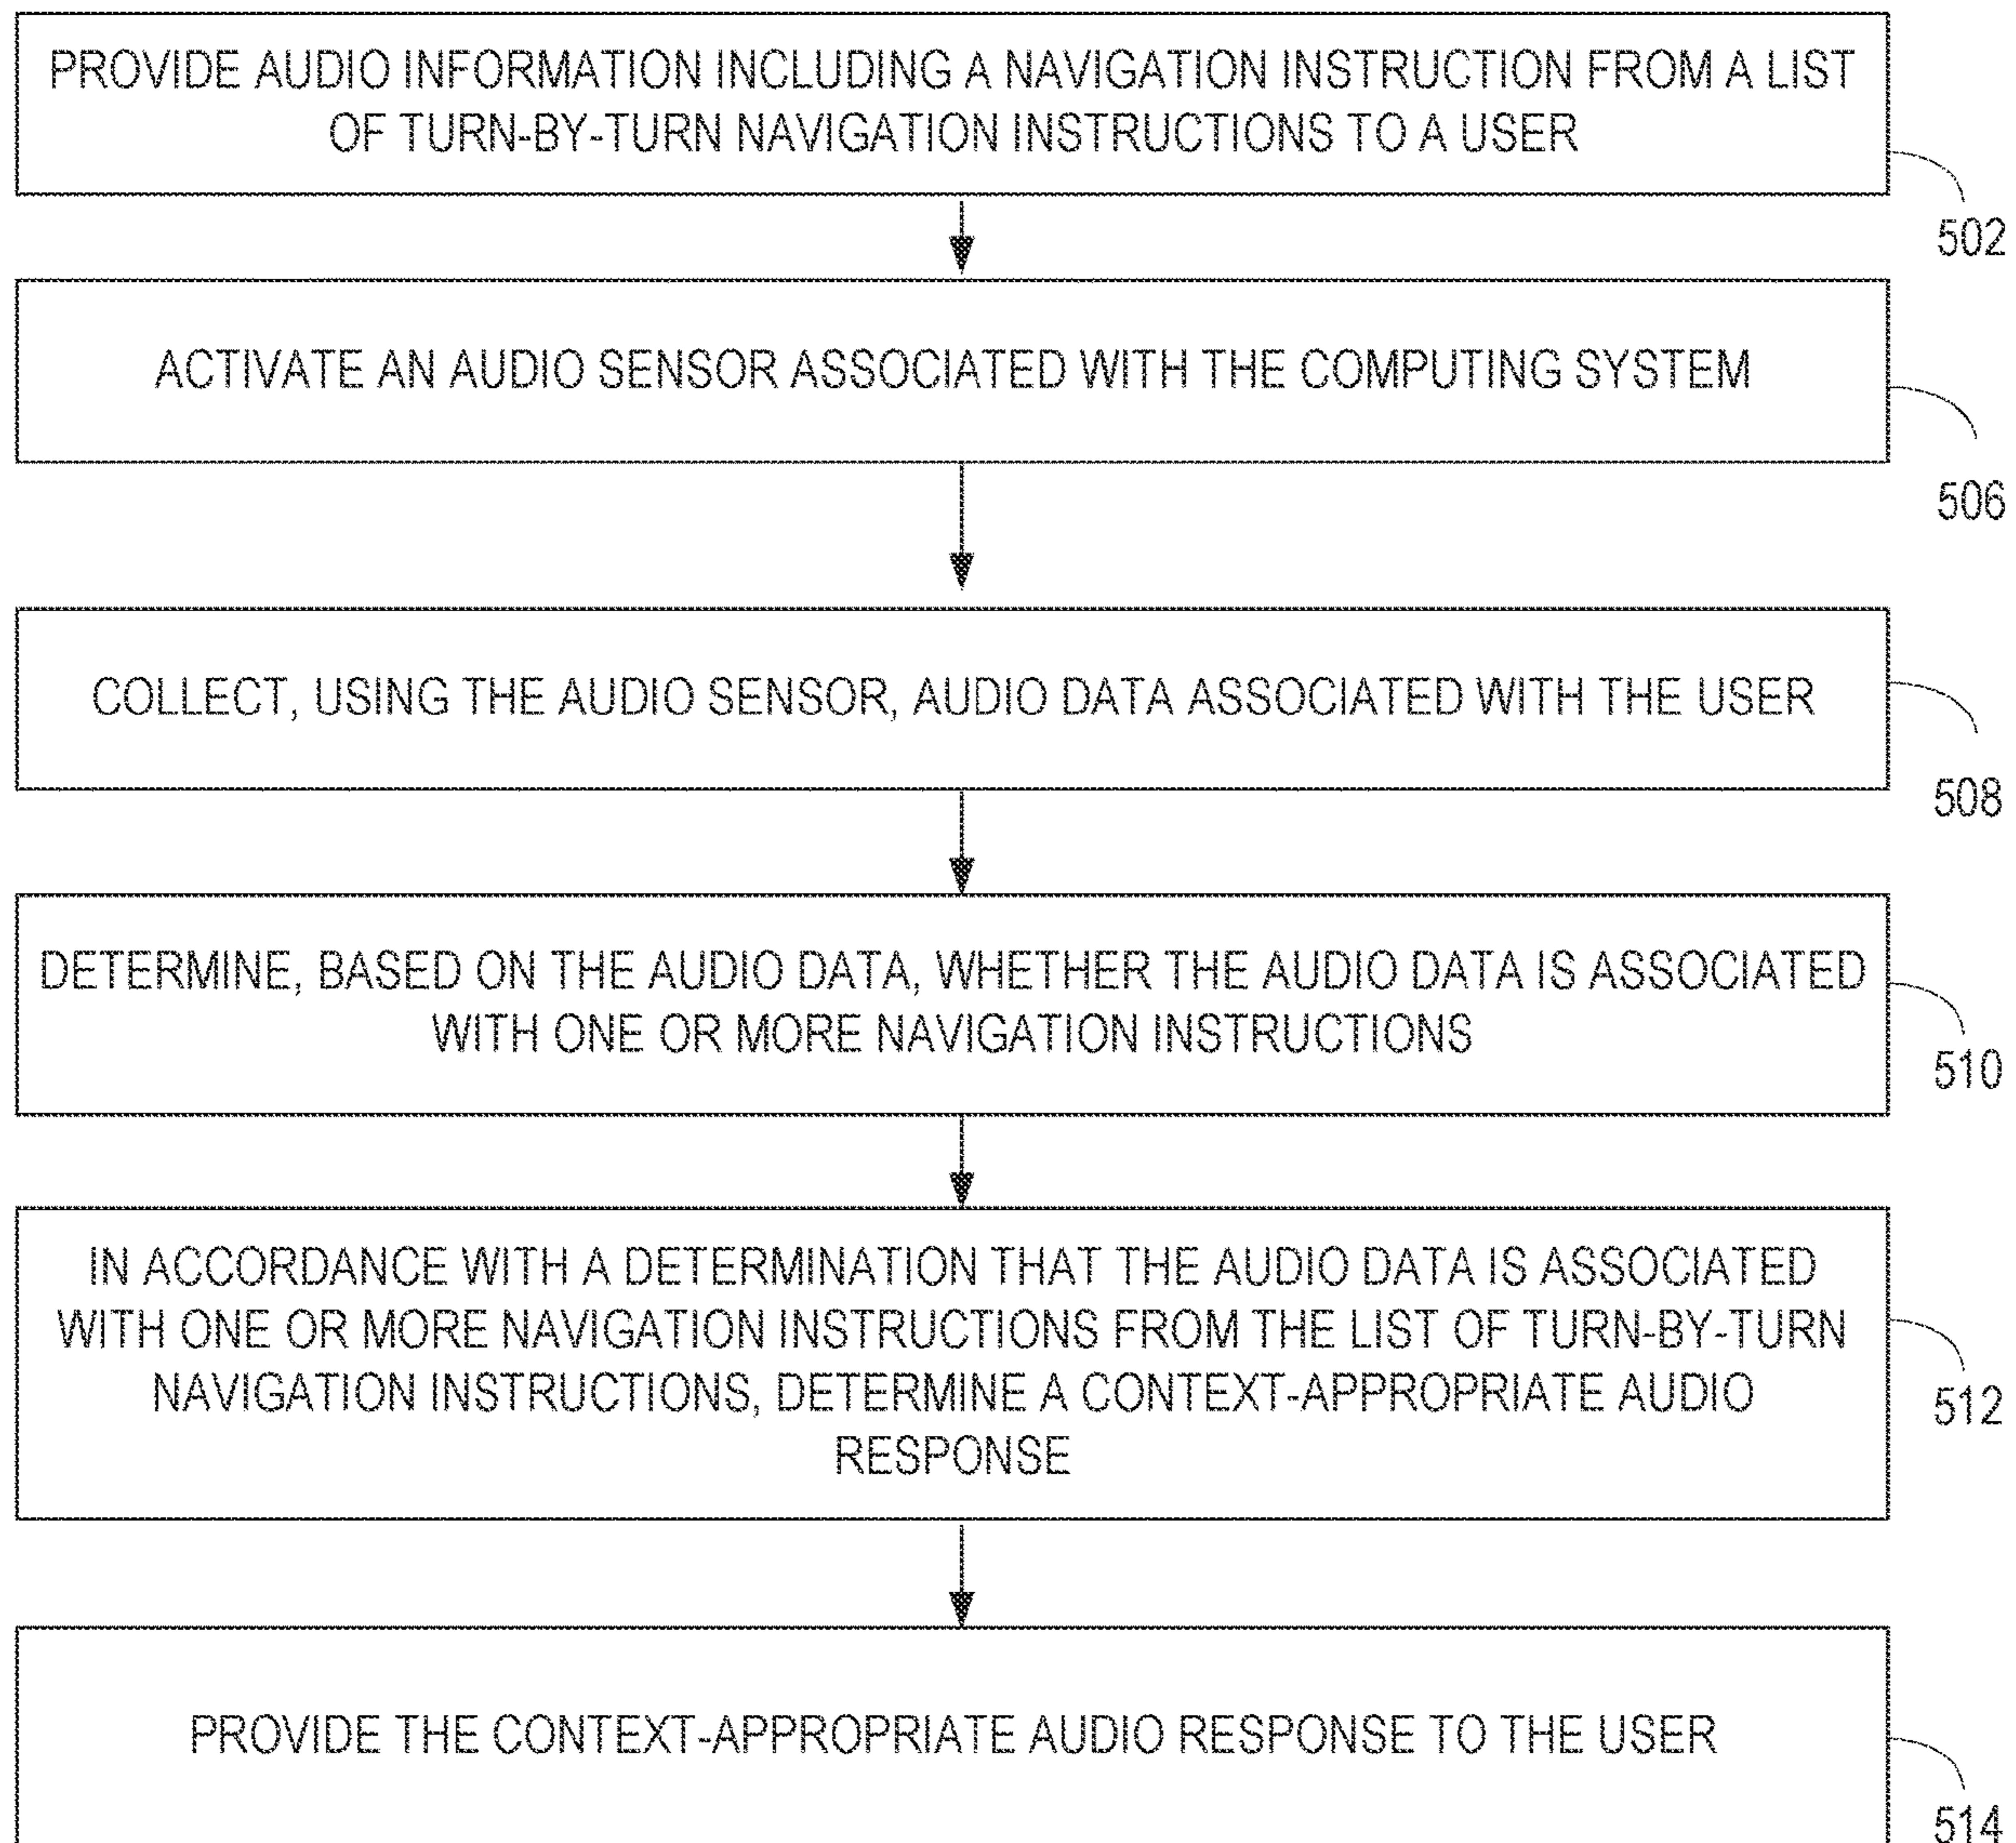 PROVIDE AUDIO INFORMATION INCLUDING A NAVIGATION INSTRUCTION FROM A LIST
OF TURN-BY-TURN NAVIGATION INSTRUCTIONS TO A USER
502
ACTIVATE AN AUDIO SENSOR ASSOCIATED WITH THE COMPUTING SYSTEM
506
COLLECT, USING THE AUDIO SENSOR, AUDIO DATA ASSOCIATED WITH THE USER
508
DETERMINE, BASED ON THE AUDIO DATA, WHETHER THE AUDIO DATA IS ASSOCIATED
WITH ONE OR MORE NAVIGATION INSTRUCTIONS
510
IN ACCORDANCE WITH A DETERMINATION THAT THE AUDIO DATA IS ASSOCIATED
WITH ONE OR MORE NAVIGATION INSTRUCTIONS FROM THE LIST OF TURN-BY-TURN
NAVIGATION INSTRUCTIONS, DETERMINE A CONTEXT-APPROPRIATE AUDIO
RESPONSE
512
PROVIDE THE CONTEXT-APPROPRIATE AUDIO RESPONSE TO THE USER
514